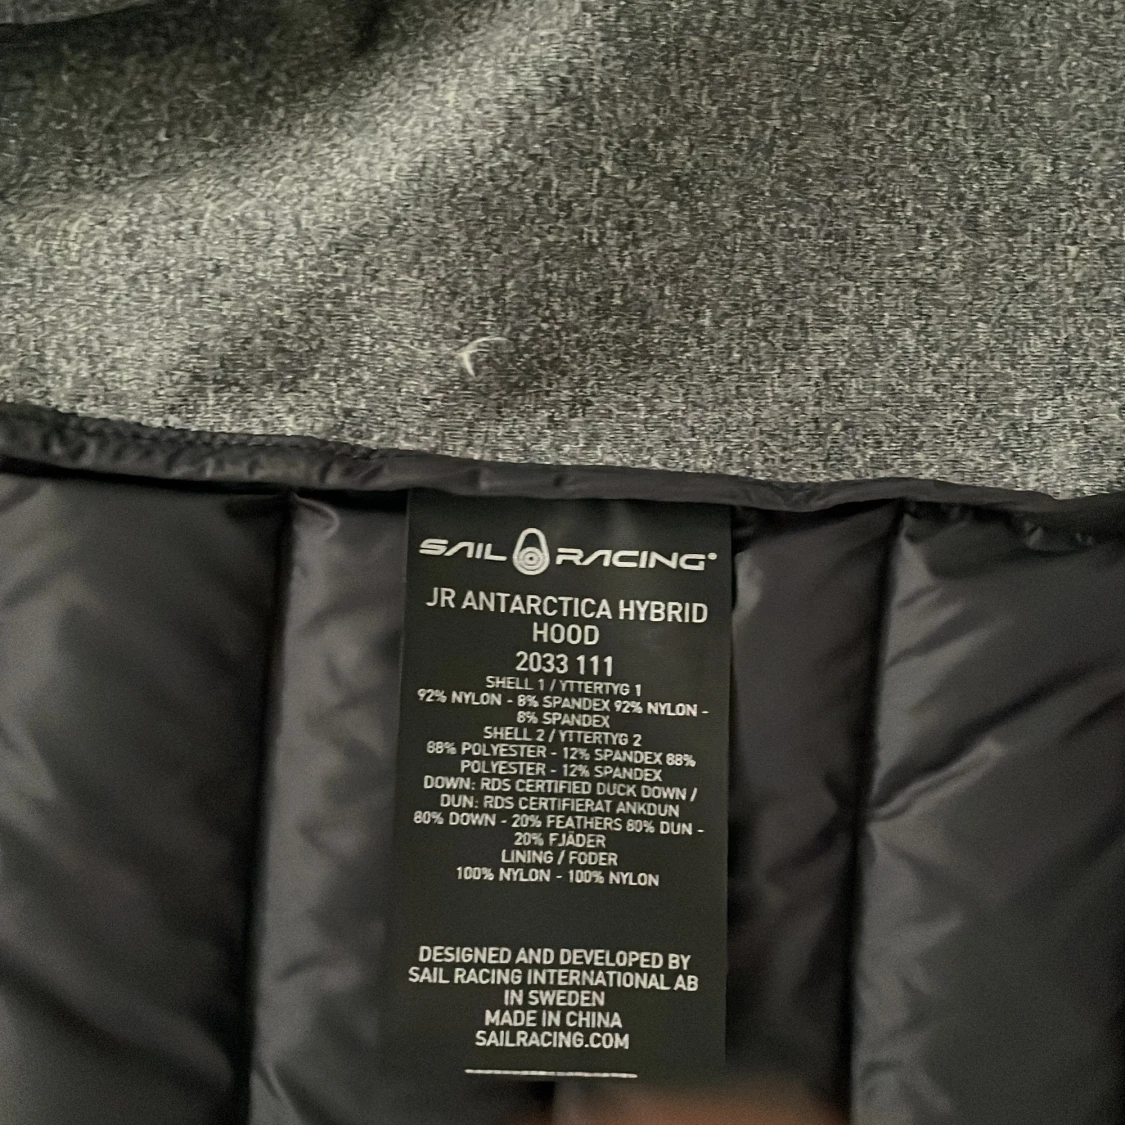 SAIL RACING
JR ANTARCTICA HYBRID
HOOD
2033 111
SHELL 1 / YTTERTYG 1
92% NYLON - 8% SPANDEX 92% NYLON -
8% SPANDEX
SHELL 2 / YTTERTYG 2
88% POLYESTER - 12% SPANDEX 88%
POLYESTER - 12% SPANDEX
DOWN: RDS CERTIFIED DUCK DOWN /
DUN: RDS CERTIFIERAT ANKDUN
80% DOWN - 20% FEATHERS 80% DUN -
20% FJÄDER
LINING / FODER
100% NYLON - 100% NYLON
DESIGNED AND DEVELOPED BY
SAIL RACING INTERNATIONAL AB
IN SWEDEN
MADE IN CHINA
SAILRACING.COM